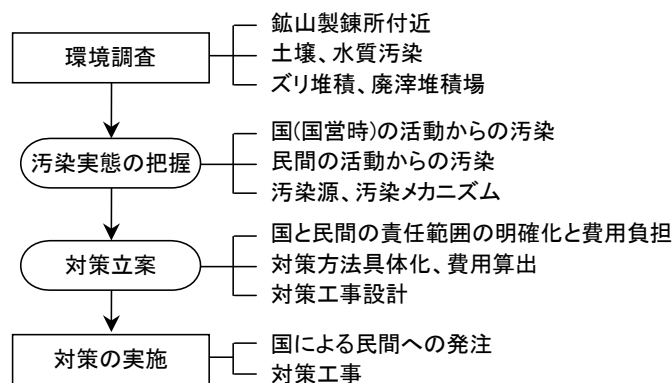 環境調査
鉱山製錬所付近
土壌、水質汚染
ズリ堆積、廃滓堆積場
汚染実態の把握
国(国営時)の活動からの汚染
民間の活動からの汚染
汚染源、汚染メカニズム
対策立案
国と民間の責任範囲の明確化と費用負担
対策方法具体化、費用算出
対策工事設計
対策の実施
国による民間への発注
対策工事